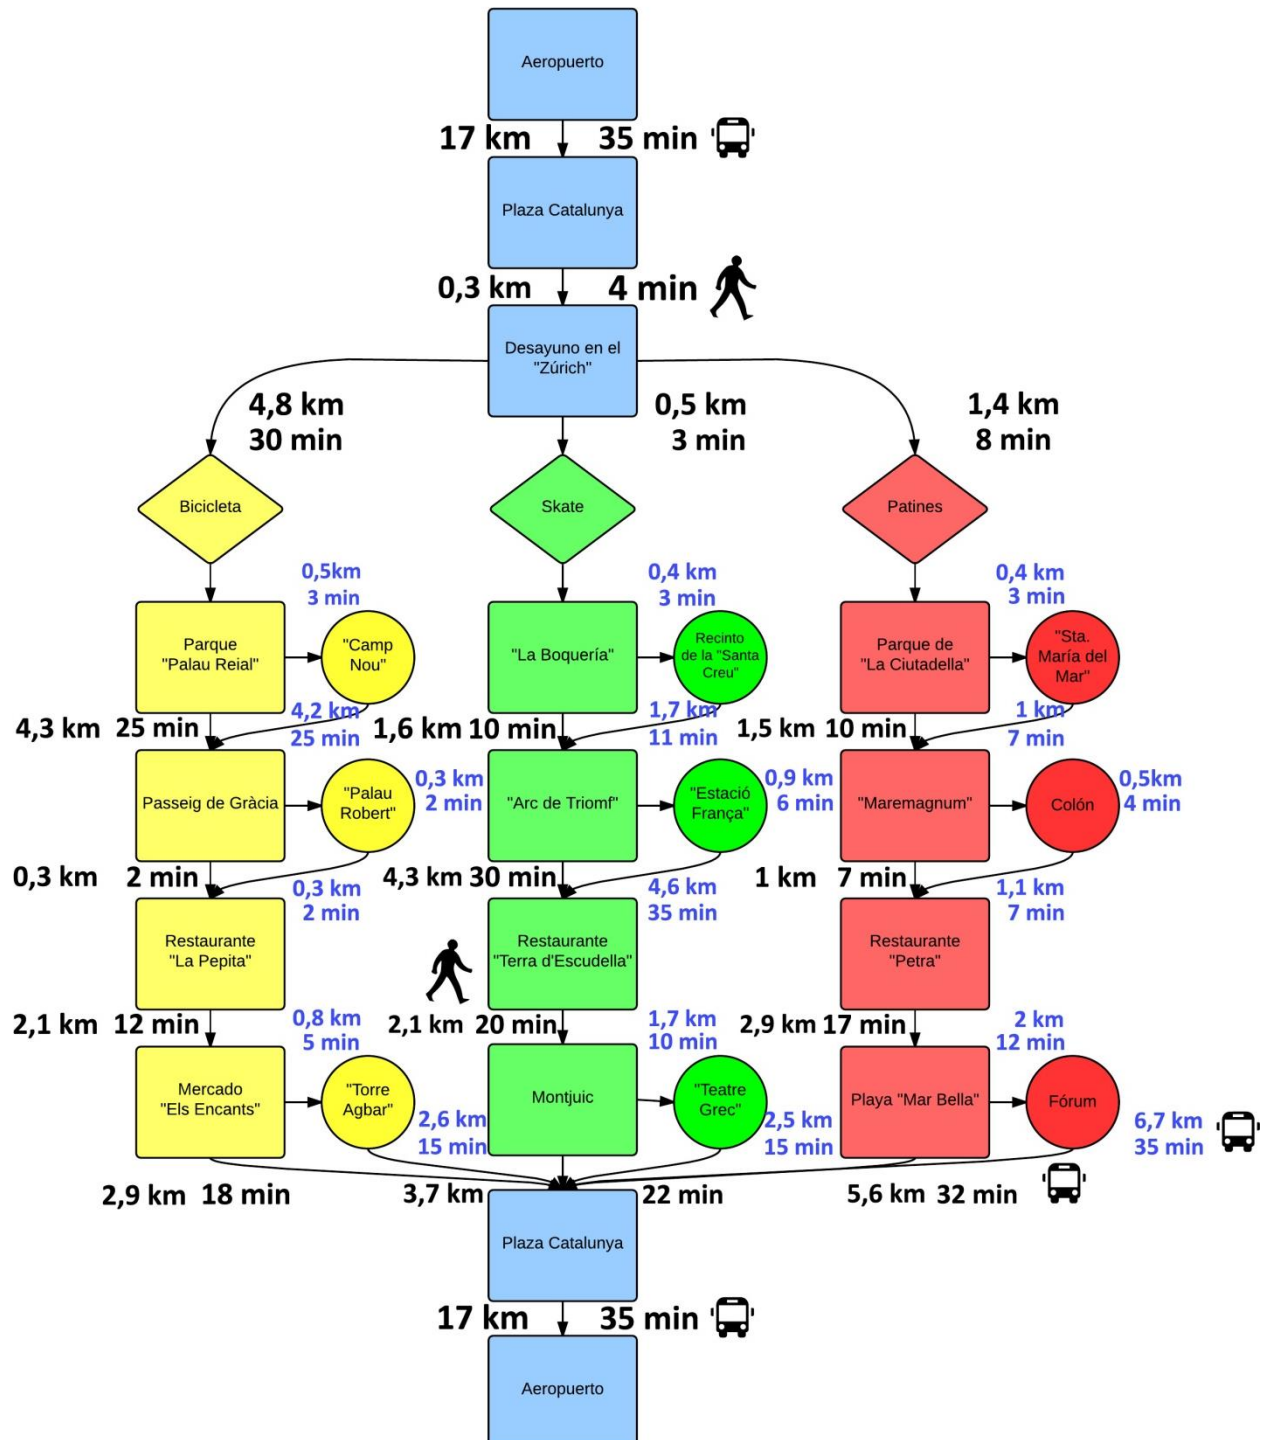 Aeropuerto
17 km 35 min
Plaza Catalunya
0,3 km 4 min
Desayuno en el
"Zúrich"
4,8 km
30 min
0,5 km
3 min
1,4 km
8 min
Bicicleta
Skate
Patines
0,5km
3 min
0,4 km
3 min
0,4 km
3 min
Parque
"Palau Reial"
"Camp
Nou"
"La Boquería"
Recinto
de la "Santa
Creu"
Parque de
"La Ciutadella"
"Sta.
María del
Mar"
4,3 km 25 min
4,2 km
25 min
1,6 km 10 min
1,7 km
11 min
1,5 km 10 min
1 km
7 min
Passeig de Gràcia
"Palau
Robert"
0,3 km
2 min
"Arc de Triomf"
"Estació
França"
0,9 km
6 min
"Maremagnum"
Colón
0,5km
4 min
0,3 km 2 min
0,3 km
2 min
4,3 km 30 min
4,6 km
35 min
1 km 7 min
1,1 km
7 min
Restaurante
"La Pepita"
Restaurante
"Terra d'Escudella"
Restaurante
"Petra"
2,1 km 12 min
0,8 km
5 min
2,1 km 20 min
1,7 km
10 min
2,9 km 17 min
2 km
12 min
Mercado
"Els Encants"
"Torre
Agbar"
2,6 km
15 min
Montjuic
"Teatre
Grec"
2,5 km
15 min
Playa "Mar Bella"
Fórum
6,7 km
35 min
2,9 km 18 min
3,7 km 22 min
5,6 km 32 min
Plaza Catalunya
17 km 35 min
Aeropuerto